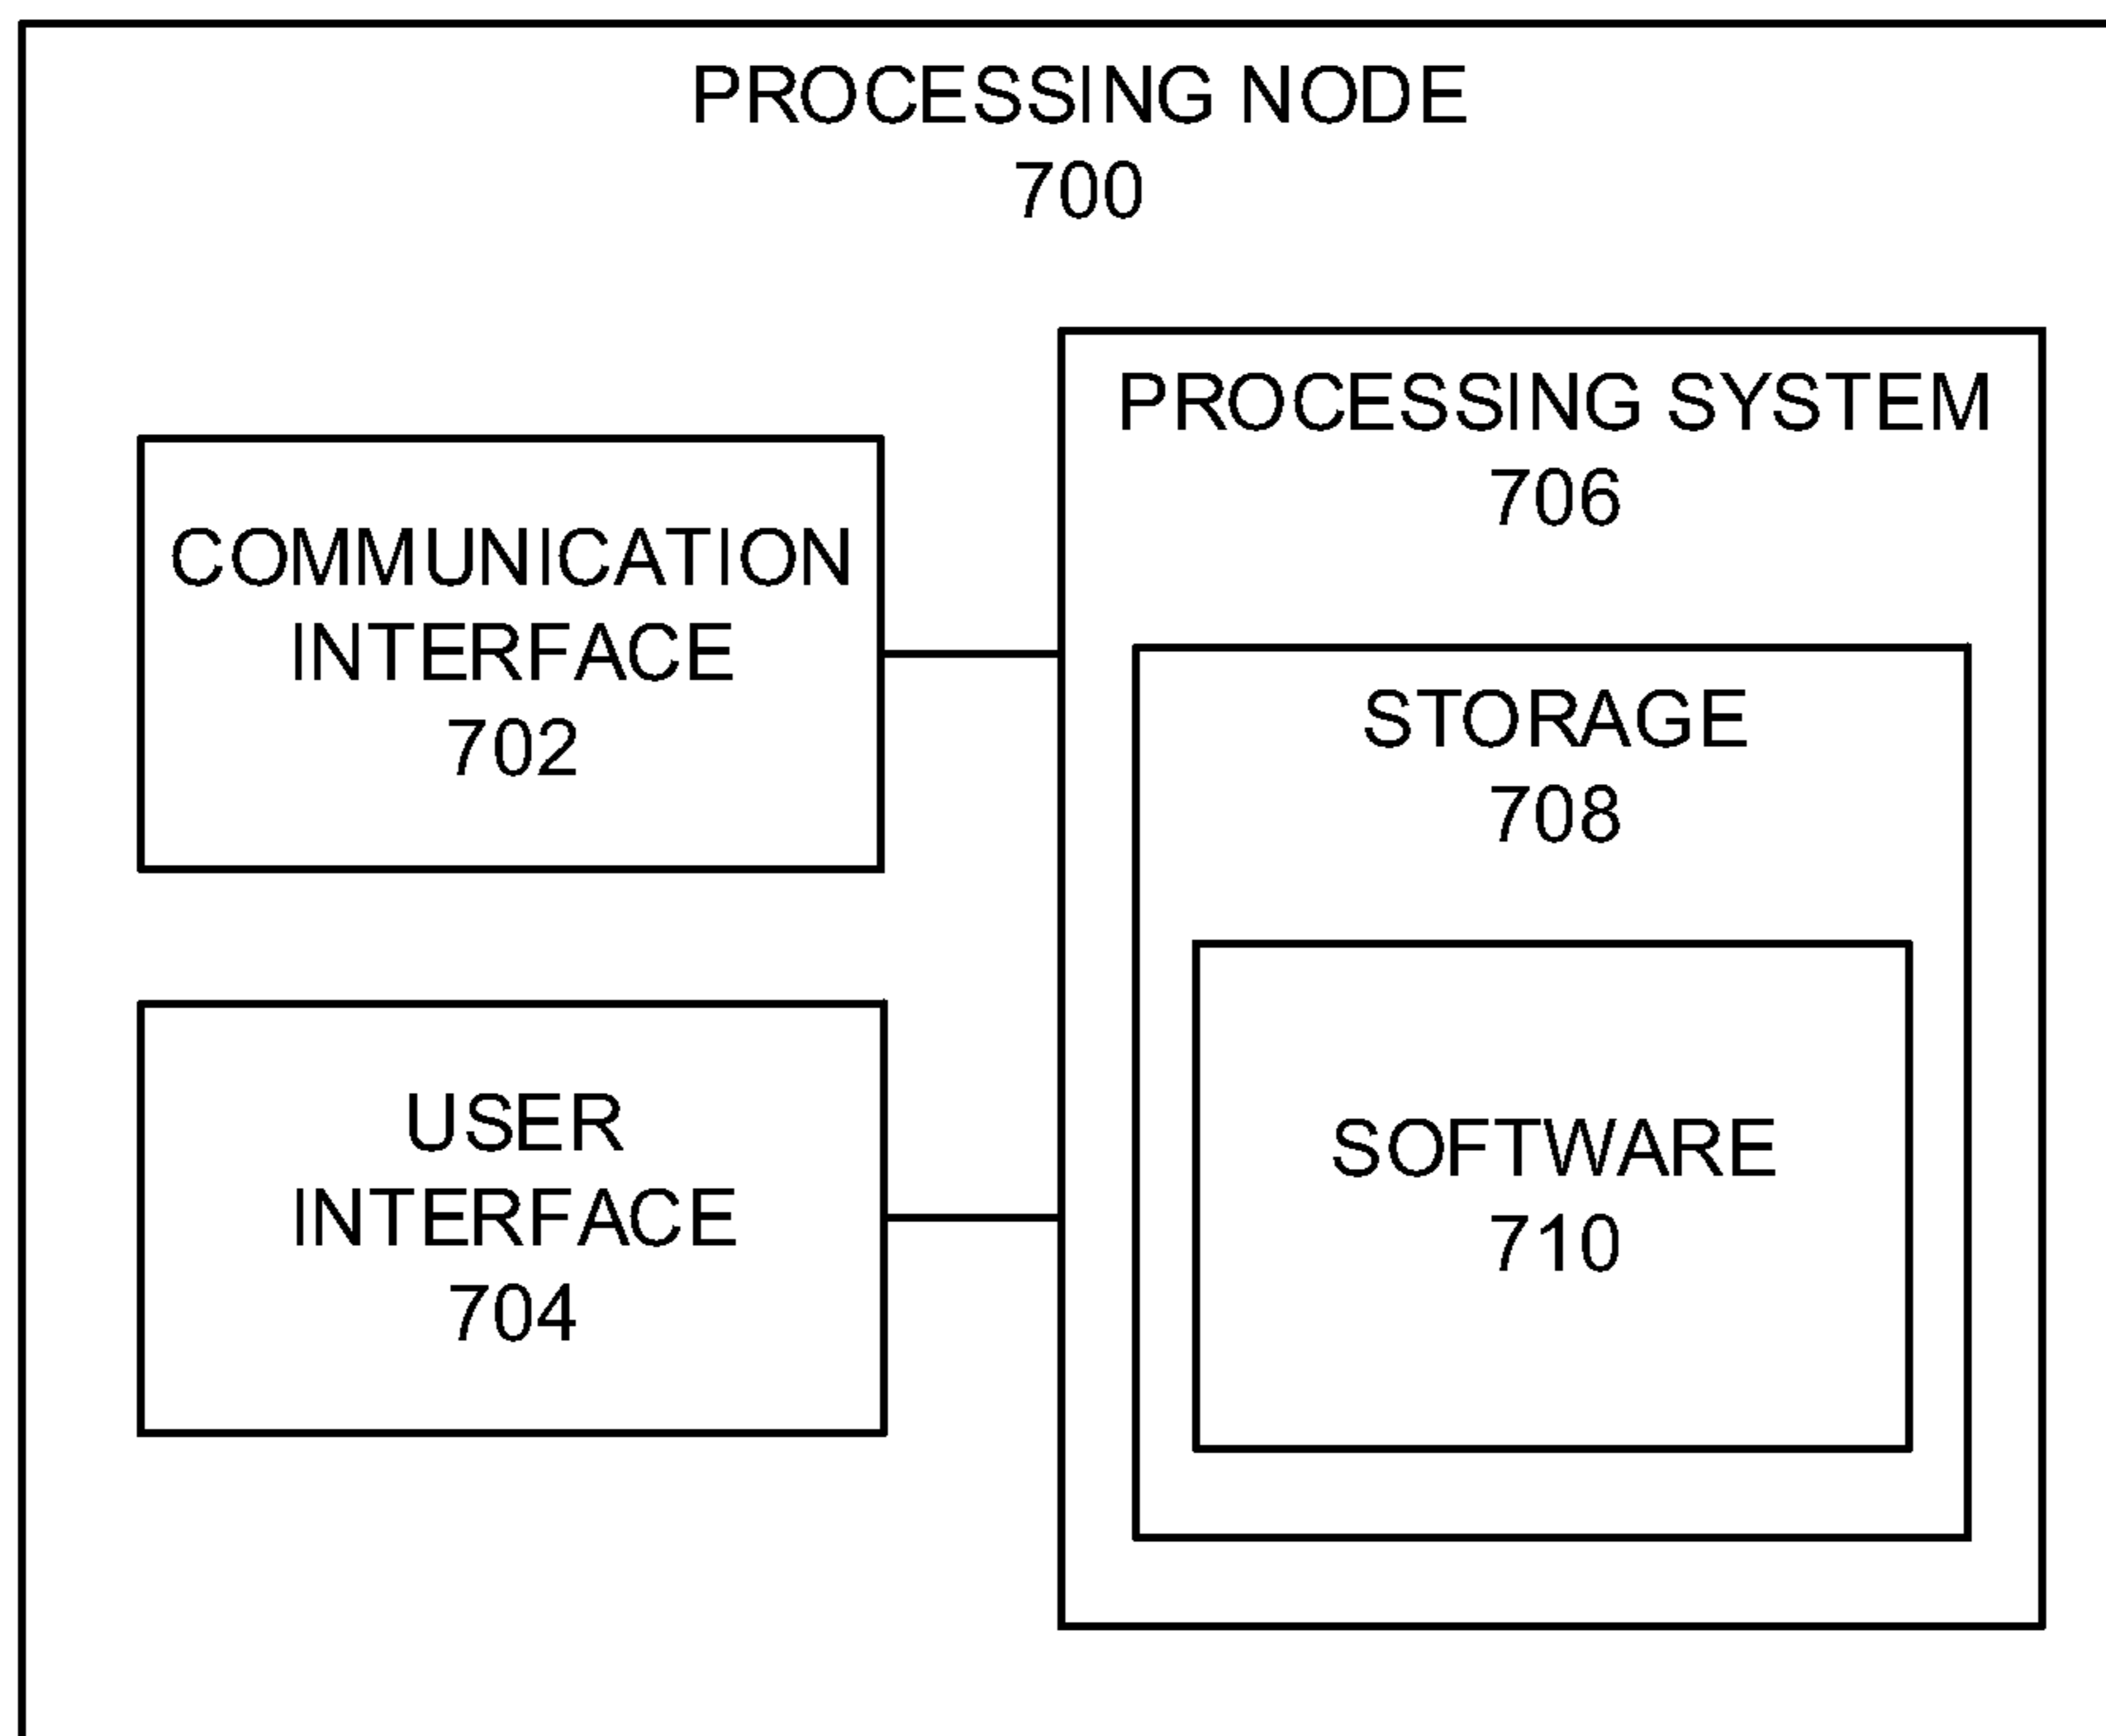 PROCESSING NODE
700
PROCESSING SYSTEM
706
COMMUNICATION
INTERFACE
702
STORAGE
708
USER
INTERFACE
704
SOFTWARE
710